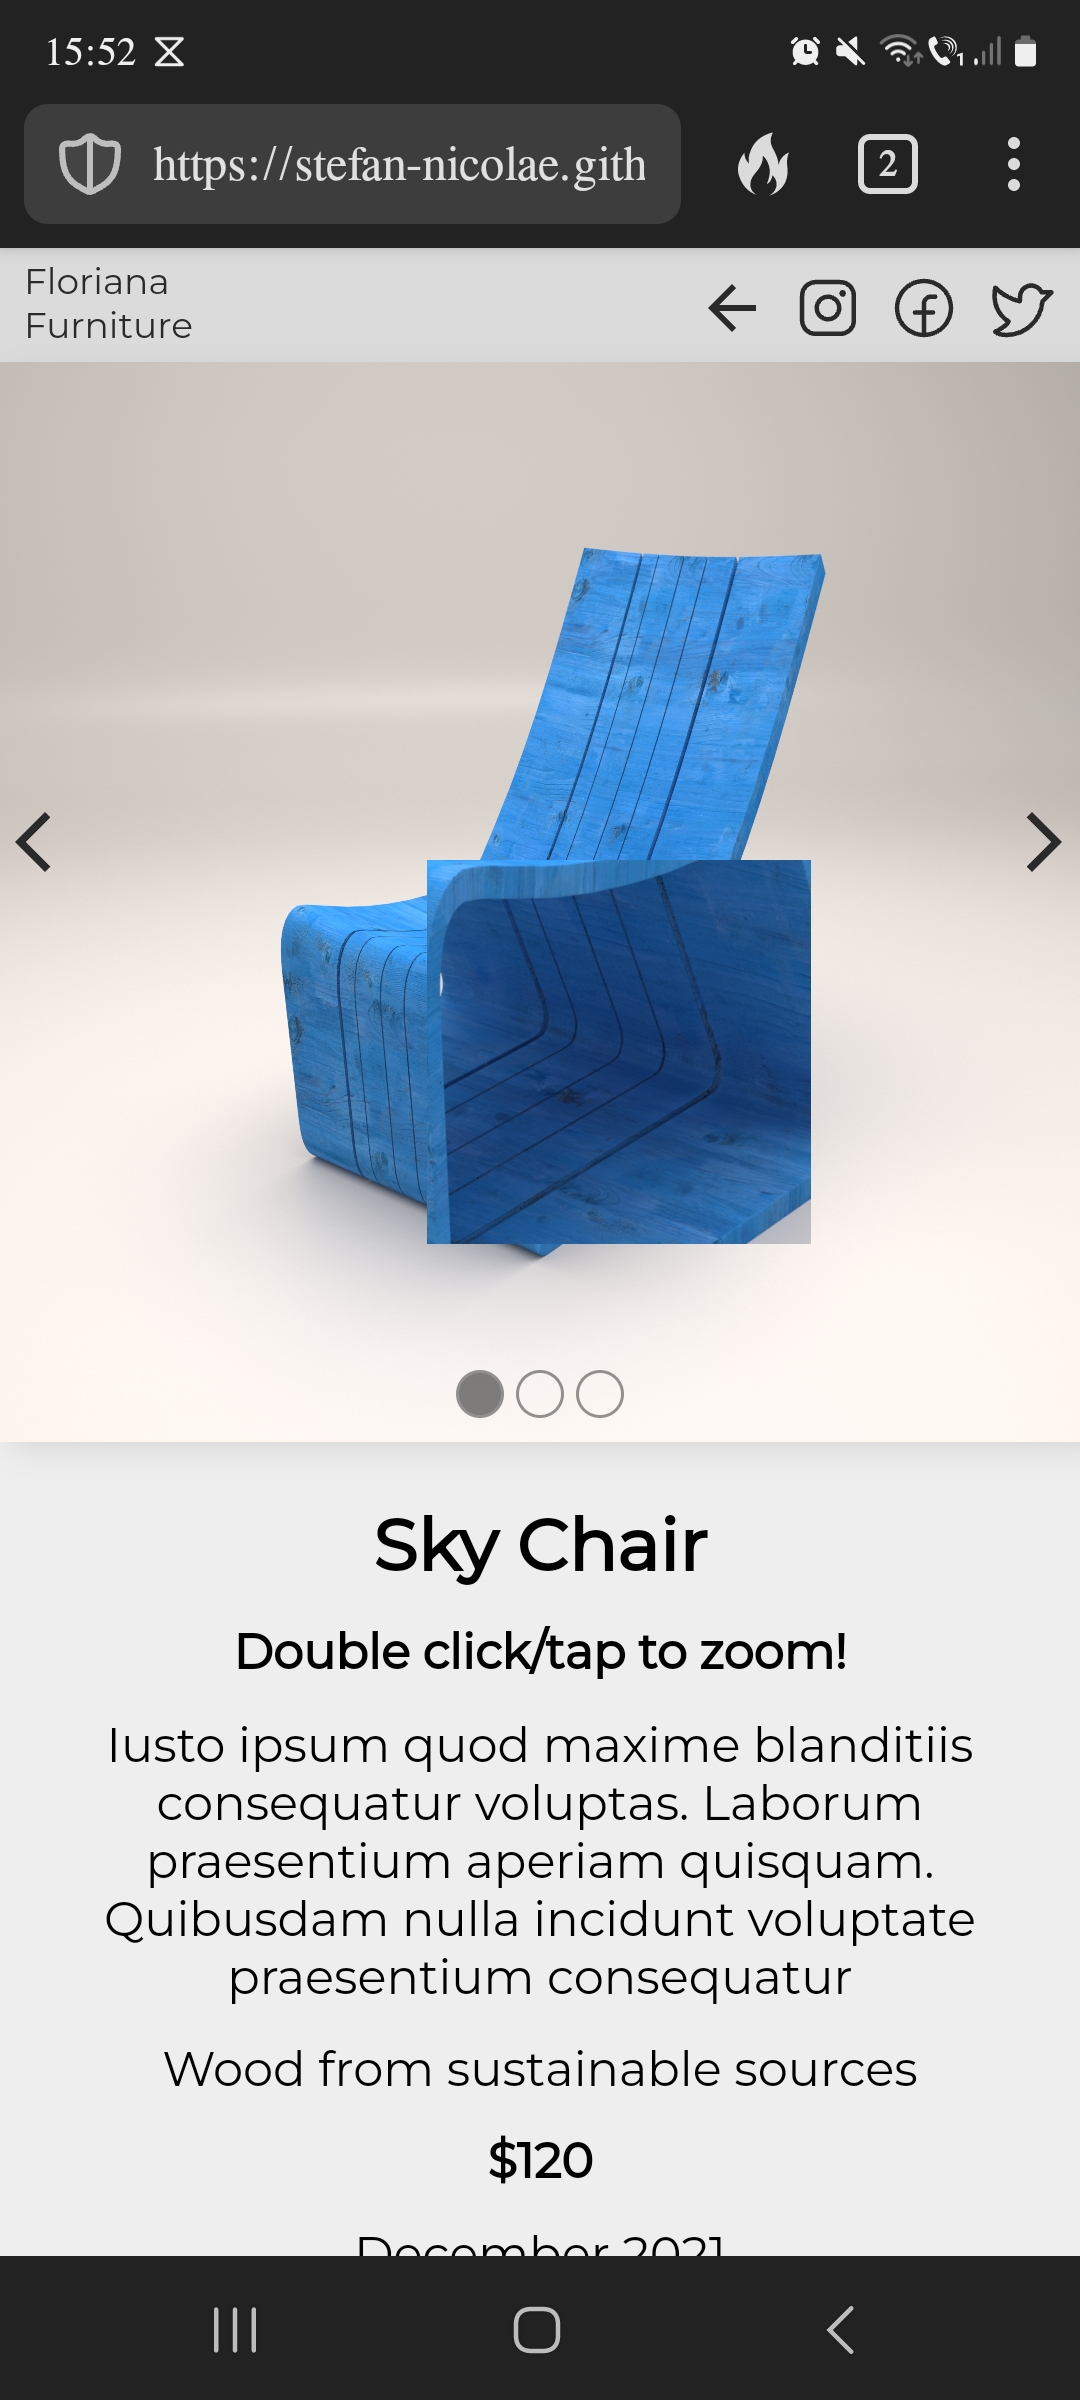 15:52
1
https://stefan-nicolae.gith
2
Floriana
Furniture
Sky Chair
Double click/tap to zoom!
Iusto ipsum quod maxime blanditiis
consequatur voluptas. Laborum
praesentium aperiam quisquam.
Quibusdam nulla incidunt voluptate
praesentium consequatur
Wood from sustainable sources
$120
December 2021